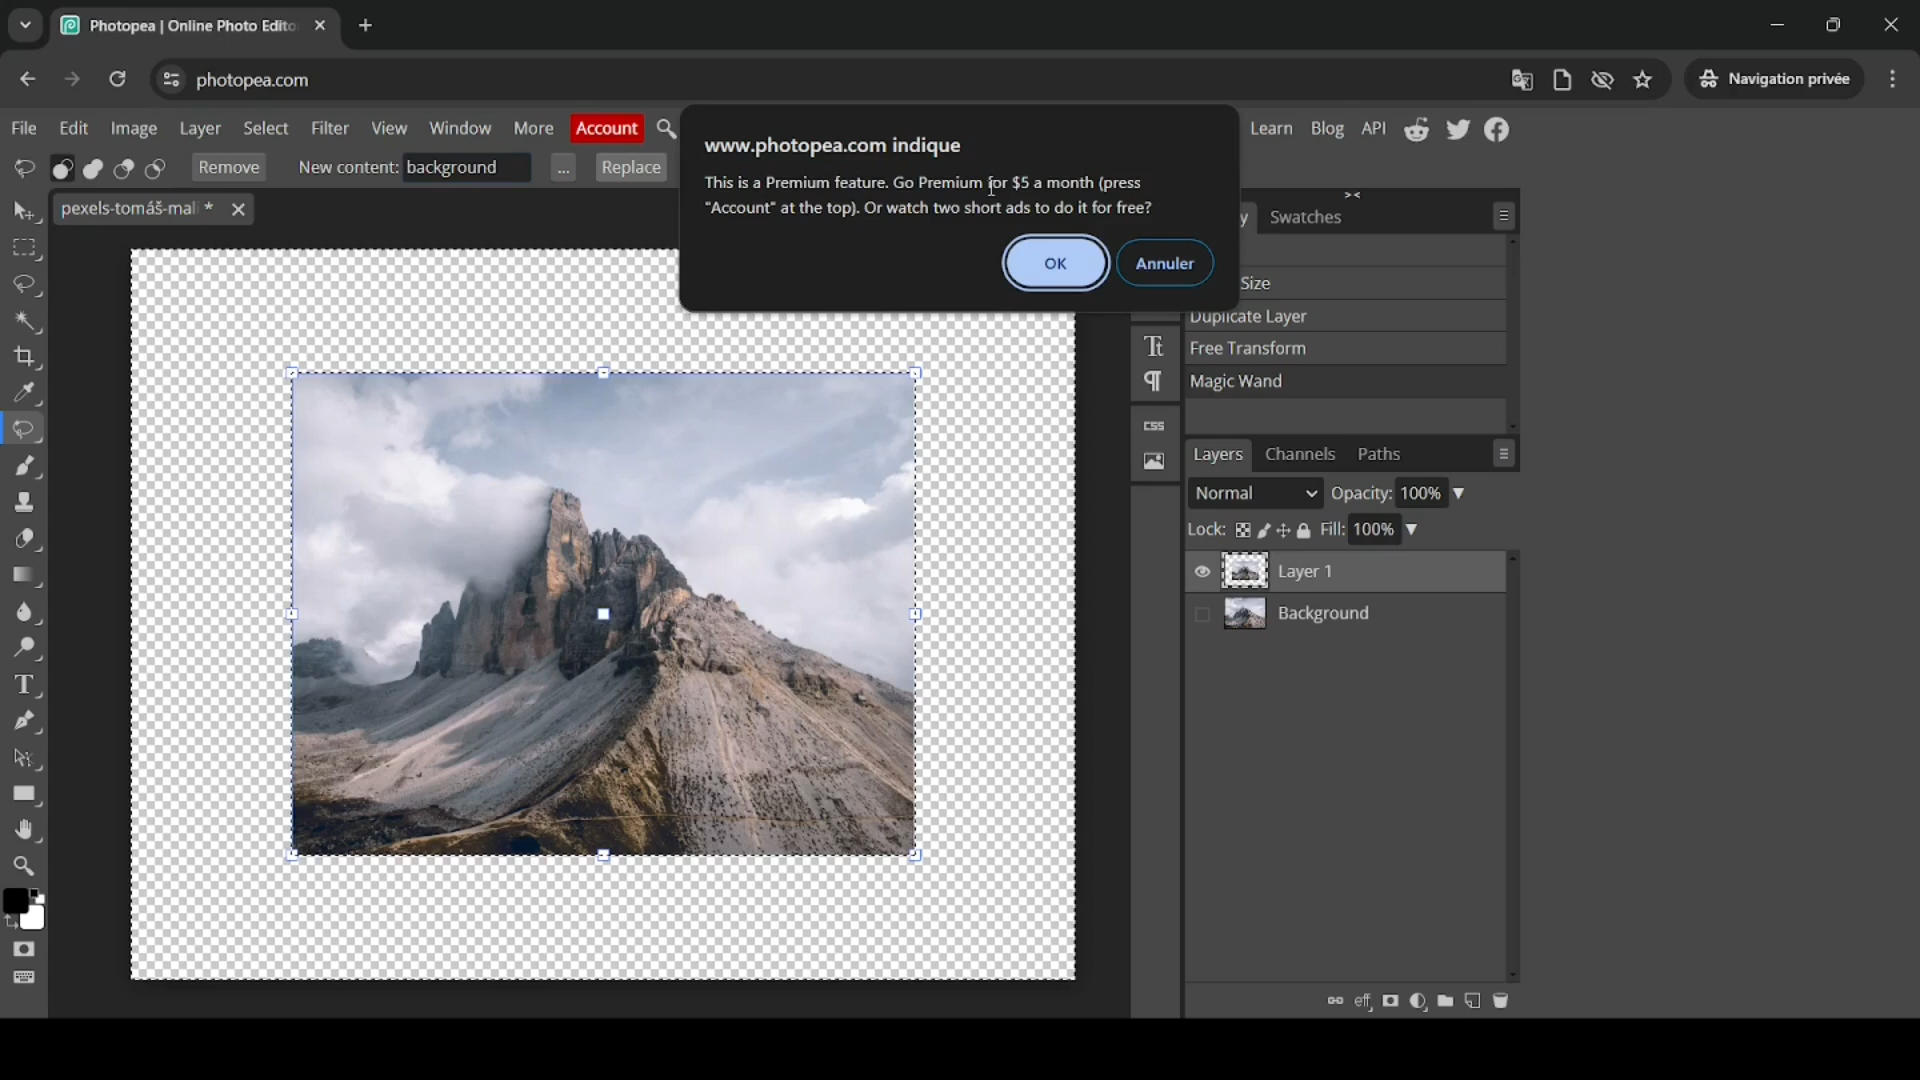 Photopea | Online Photo Edito
photopea.com
Navigation privée
File Edit Image Layer Select Filter View Window More Account
Learn Blog API
www.photopea.com indique
This is a Premium feature. Go Premium for $5 a month (press
"Account" at the top). Or watch two short ads to do it for free?
OK Annuler
Remove New content: background ... Replace
pexels-tomáš-mali *
y Swatches
Size
Duplicate Layer
Free Transform
Magic Wand
CSS
Layers Channels Paths
Normal Opacity: 100%
Lock: Fill: 100%
Layer 1
Background
eff